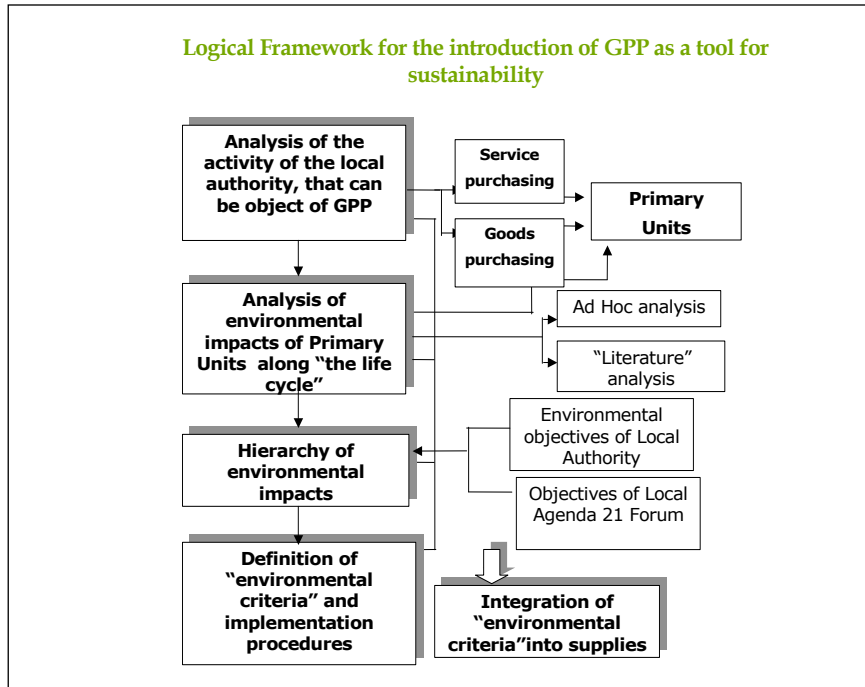 Logical Framework for the introduction of GPP as a tool for
sustainability
Analysis of the
activity of the local
authority, that can
be object of GPP
Service
purchasing
Goods
purchasing
Primary
Units
Analysis of
environmental
impacts of Primary
Units along “the life
cycle”
Ad Hoc analysis
“Literature”
analysis
Hierarchy of
environmental
impacts
Environmental
objectives of Local
Authority
Objectives of Local
Agenda 21 Forum
Definition of
“environmental
criteria” and
implementation
procedures
Integration of
“environmental
criteria”into supplies